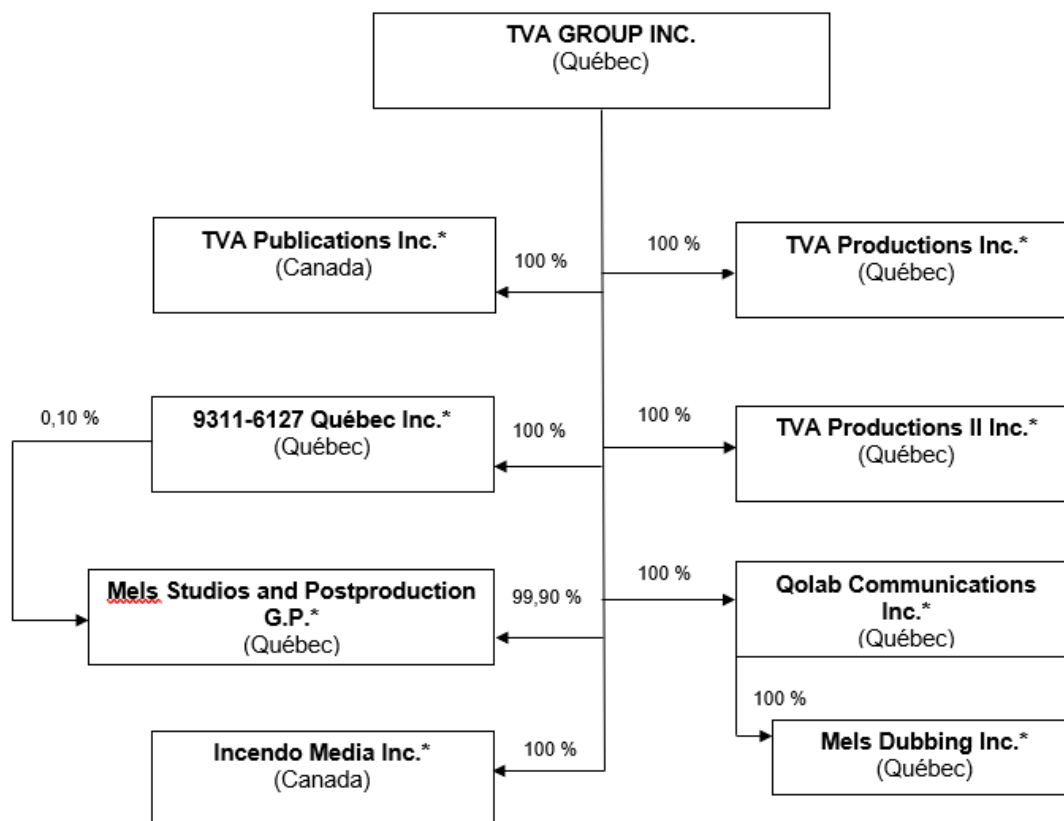 TVA GROUP INC.
(Québec)
TVA Publications Inc.*
(Canada)
100 %
100 %
TVA Productions Inc.*
(Québec)
0,10 %
9311-6127 Québec Inc.*
(Québec)
100 %
100 %
TVA Productions II Inc.*
(Québec)
Mels Studios and Postproduction
G.P.*
(Québec)
99,90 %
100 %
Qolab Communications
Inc.*
(Québec)
100 %
Mels Dubbing Inc.*
(Québec)
Incendo Media Inc.*
(Canada)
100 %